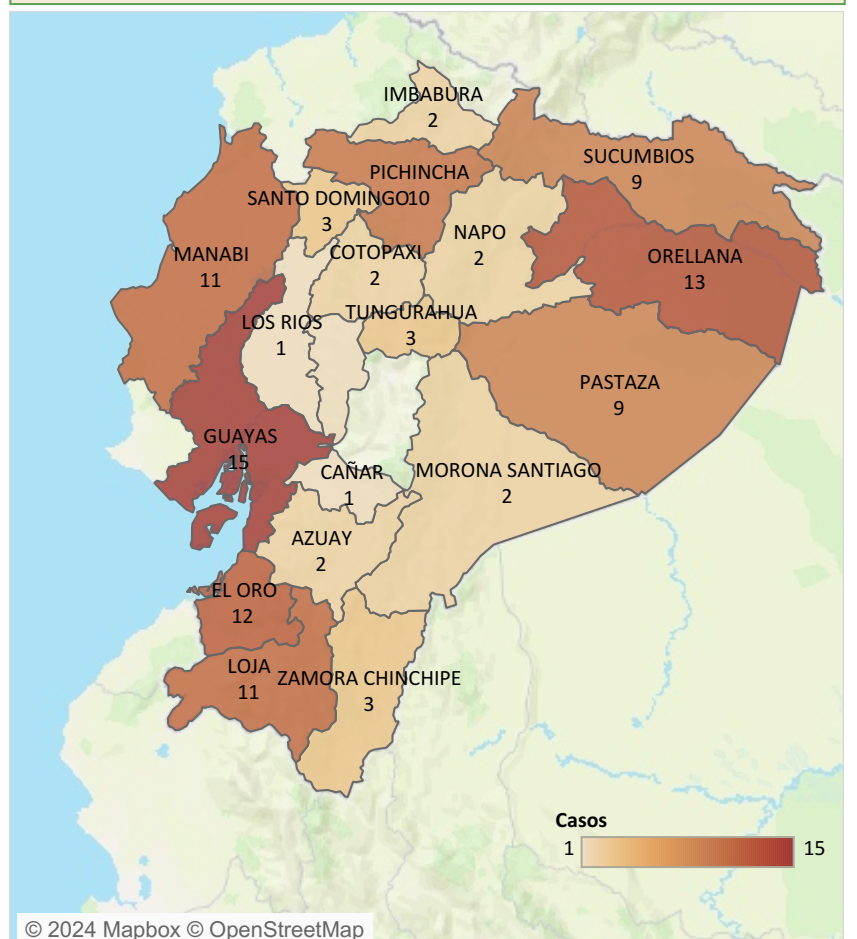 IMBABURA
2
SUCUMBIOS
9
PICHINCHA
10
SANTO DOMINGO
3
NAPO
2
MANABI
11
COTOPAXI
2
ORELLANA
13
TUNGURAHUA
3
LOS RIOS
1
PASTAZA
9
GUAYAS
15
CAÑAR
1
MORONA SANTIAGO
2
AZUAY
2
EL ORO
12
LOJA
11
ZAMORA CHINCHIPE
3
Casos
1 15
© 2024 Mapbox © OpenStreetMap